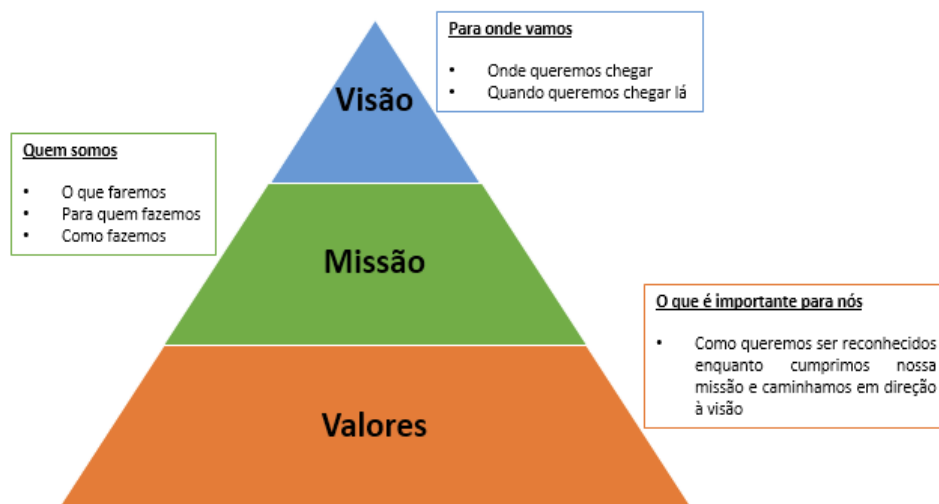 Para onde vamos
• Onde queremos chegar
• Quando queremos chegar lá
Visão
Quem somos
• O que faremos
• Para quem fazemos
• Como fazemos
Missão
O que é importante para nós
• Como queremos ser reconhecidos
enquanto cumprimos nossa
missão e caminhamos em direção
à visão
Valores